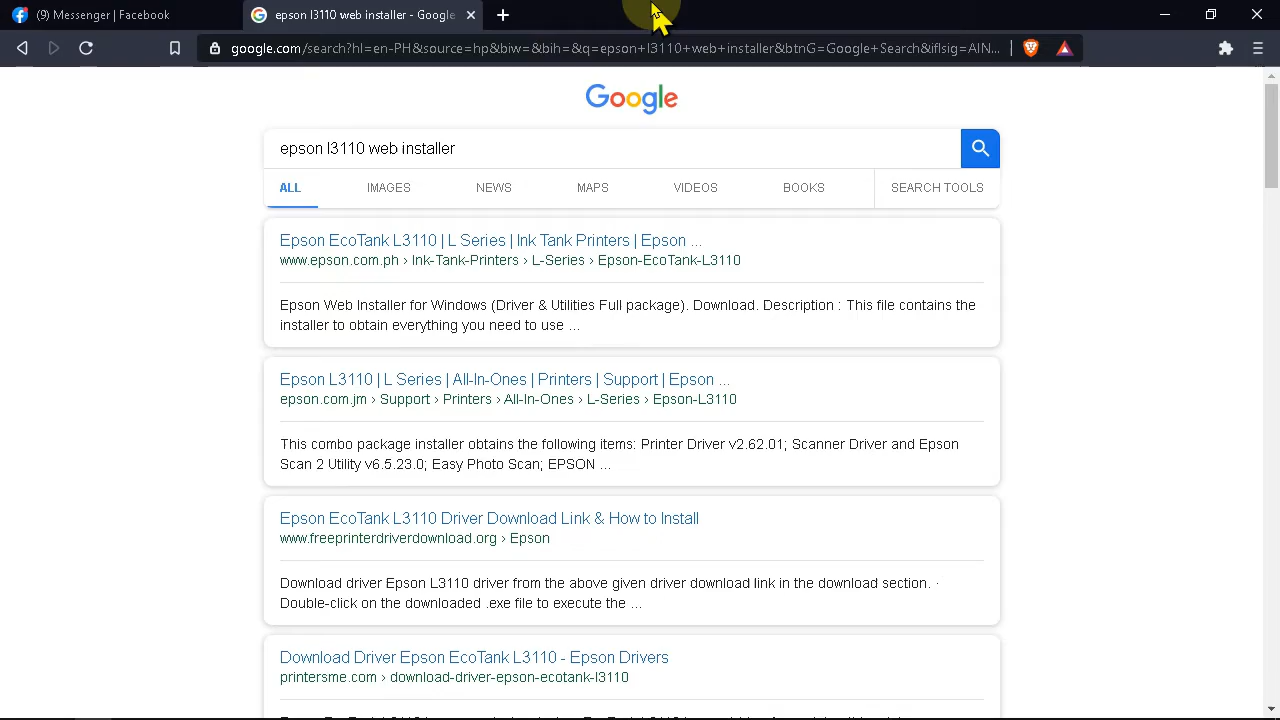 (9) Messenger | Facebook
epson l3110 web installer - Google
google.com/search?hl=en-PH&source=hp&biw=&bih=&q=epson+l3110+web+installer&btnG=Google+Search&iflsig=AIN...
Google
epson l3110 web installer
ALL IMAGES NEWS MAPS VIDEOS BOOKS SEARCH TOOLS
Epson EcoTank L3110 | L Series | Ink Tank Printers | Epson ...
www.epson.com.ph › Ink-Tank-Printers › L-Series › Epson-EcoTank-L3110
Epson Web Installer for Windows (Driver & Utilities Full package). Download. Description : This file contains the
installer to obtain everything you need to use ...
Epson L3110 | L Series | All-In-Ones | Printers | Support | Epson ...
epson.com.jm › Support › Printers › All-In-Ones › L-Series › Epson-L3110
This combo package installer obtains the following items: Printer Driver v2.62.01; Scanner Driver and Epson
Scan 2 Utility v6.5.23.0; Easy Photo Scan; EPSON ...
Epson EcoTank L3110 Driver Download Link & How to Install
www.freeprinterdriverdownload.org › Epson
Download driver Epson L3110 driver from the above given driver download link in the download section. ·
Double-click on the downloaded .exe file to execute the ...
Download Driver Epson EcoTank L3110 - Epson Drivers
printersme.com › download-driver-epson-ecotank-l3110